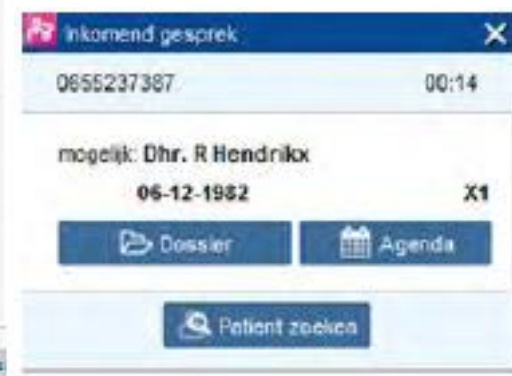 Inkomend gesprek
0655237387 00:14
mogelijk: Dhr. R Hendrikx
06-12-1982 X1
Dossier Agenda
Patient zoeken